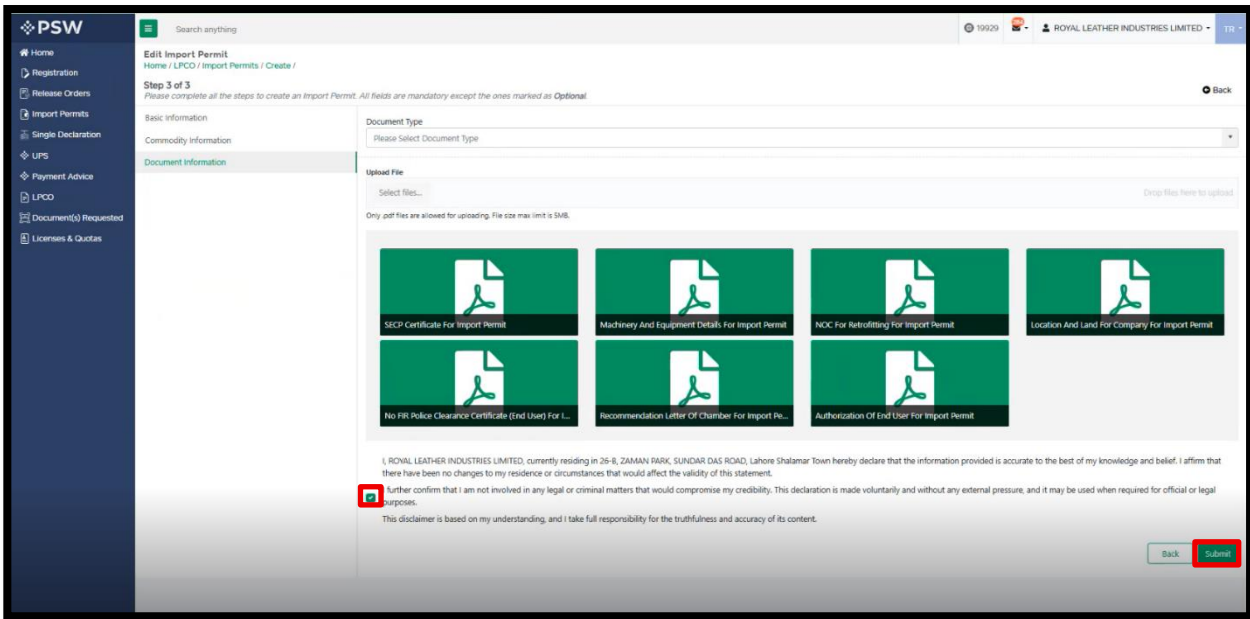 PSW
Search anything
19929
ROYAL LEATHER INDUSTRIES LIMITED
TR
Home
Registration
Release Orders
Import Permits
Single Declaration
UPS
Payment Advice
LPCO
Document(s) Requested
Licenses & Quotas
Edit Import Permit
Home / LPCO / Import Permits / Create /
Step 3 of 3
Please complete all the steps to create an Import Permit. All fields are mandatory except the ones marked as Optional.
Back
Basic Information
Commodity Information
Document Information
Document Type
Please Select Document Type
Upload File
Select files...
Drop files here to upload
Only .pdf files are allowed for uploading. File size max limit is 5MB.
SECP Certificate For Import Permit
Machinery And Equipment Details For Import Permit
NOC For Retrofitting For Import Permit
Location And Land For Company For Import Permit
No FIR Police Clearance Certificate (End User) For I...
Recommendation Letter Of Chamber For Import Pe...
Authorization Of End User For Import Permit
I, ROYAL LEATHER INDUSTRIES LIMITED, currently residing in 26-8, ZAMAN PARK, SUNDAR DAS ROAD, Lahore Shalamar Town hereby declare that the information provided is accurate to the best of my knowledge and belief. I affirm that
there have been no changes to my residence or circumstances that would affect the validity of this statement.
further confirm that I am not involved in any legal or criminal matters that would compromise my credibility. This declaration is made voluntarily and without any external pressure, and it may be used when required for official or legal
purposes.
This disclaimer is based on my understanding, and I take full responsibility for the truthfulness and accuracy of its content.
Back
Submit